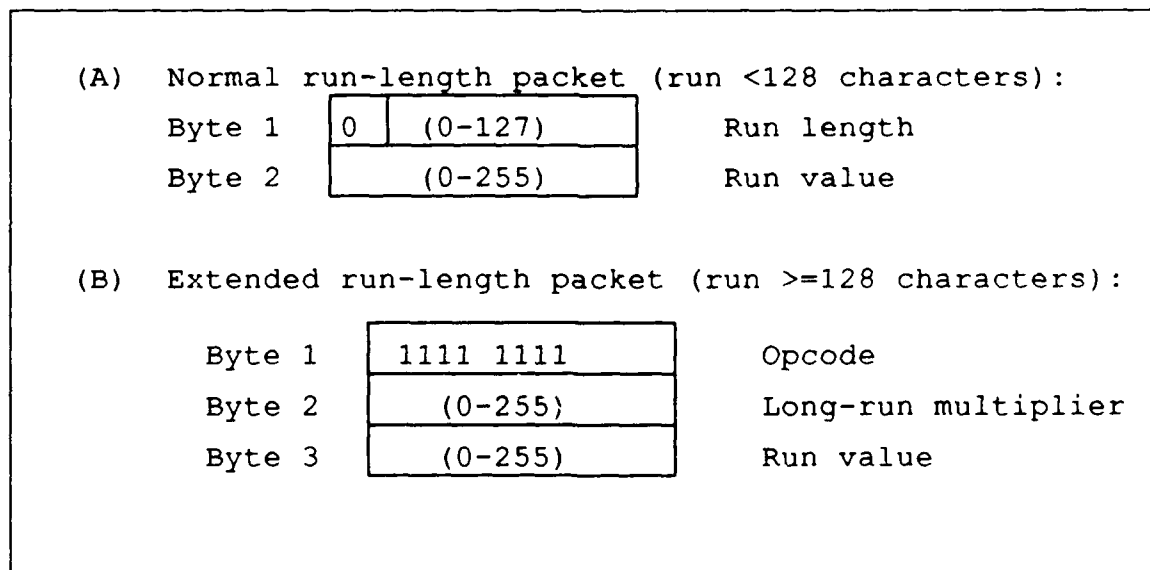 (A) Normal run-length packet (run <128 characters):
Byte 1 0 (0-127) Run length
Byte 2 (0-255) Run value
(B) Extended run-length packet (run >=128 characters):
Byte 1 1111 1111 Opcode
Byte 2 (0-255) Long-run multiplier
Byte 3 (0-255) Run value